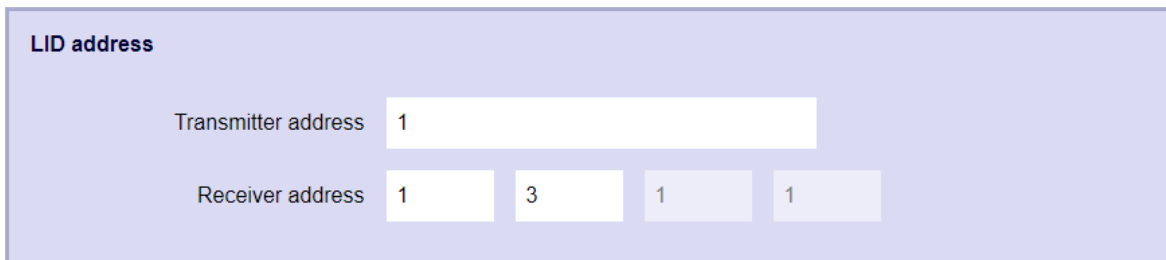 LID address
Transmitter address 1
Receiver address 1 3 1 1